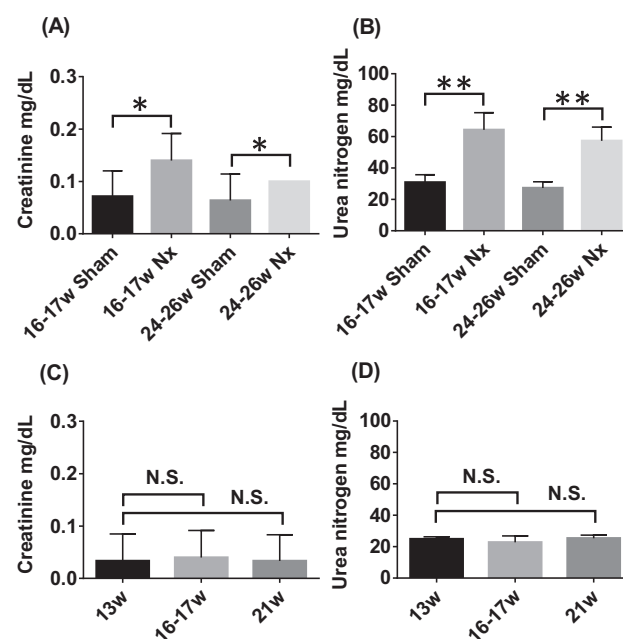 (A)
Creatinine mg/dL
0.3
0.2
0.1
0.0
*
*
16-17w Sham
16-17w Nx
24-26w Sham
24-26w Nx
(B)
Urea nitrogen mg/dL
100
80
60
40
20
0
**
**
16-17w Sham
16-17w Nx
24-26w Sham
24-26w Nx
(C)
Creatinine mg/dL
0.3
0.2
0.1
0.0
N.S.
N.S.
13w
16-17w
21w
(D)
Urea nitrogen mg/dL
100
80
60
40
20
0
N.S.
N.S.
13w
16-17w
21w